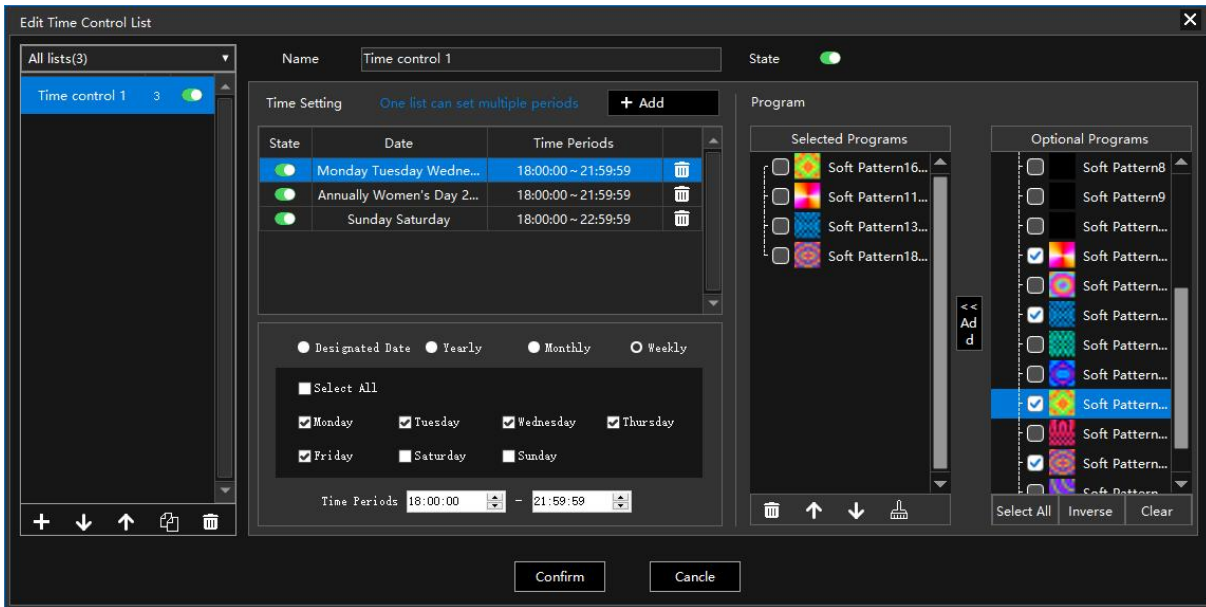 Edit Time Control List
All lists(3)
Name Time control 1 State
Time control 1 3
Time Setting One list can set multiple periods + Add
Program
State Date Time Periods
Monday Tuesday Wedne... 18:00:00 ~ 21:59:59
Annually Women's Day 2... 18:00:00 ~ 21:59:59
Sunday Saturday 18:00:00 ~ 22:59:59
Designated Date Yearly Monthly Weekly
Select All
Monday Tuesday Wednesday Thursday
Friday Saturday Sunday
Time Periods 18:00:00 - 21:59:59
Selected Programs
Soft Pattern16...
Soft Pattern11...
Soft Pattern13...
Soft Pattern18...
<<
Ad
d
Optional Programs
Soft Pattern8
Soft Pattern9
Soft Pattern...
Soft Pattern...
Soft Pattern...
Soft Pattern...
Soft Pattern...
Soft Pattern...
Soft Pattern...
Soft Pattern...
Soft Pattern...
Soft Pattern
Select All Inverse Clear
Confirm Cancle